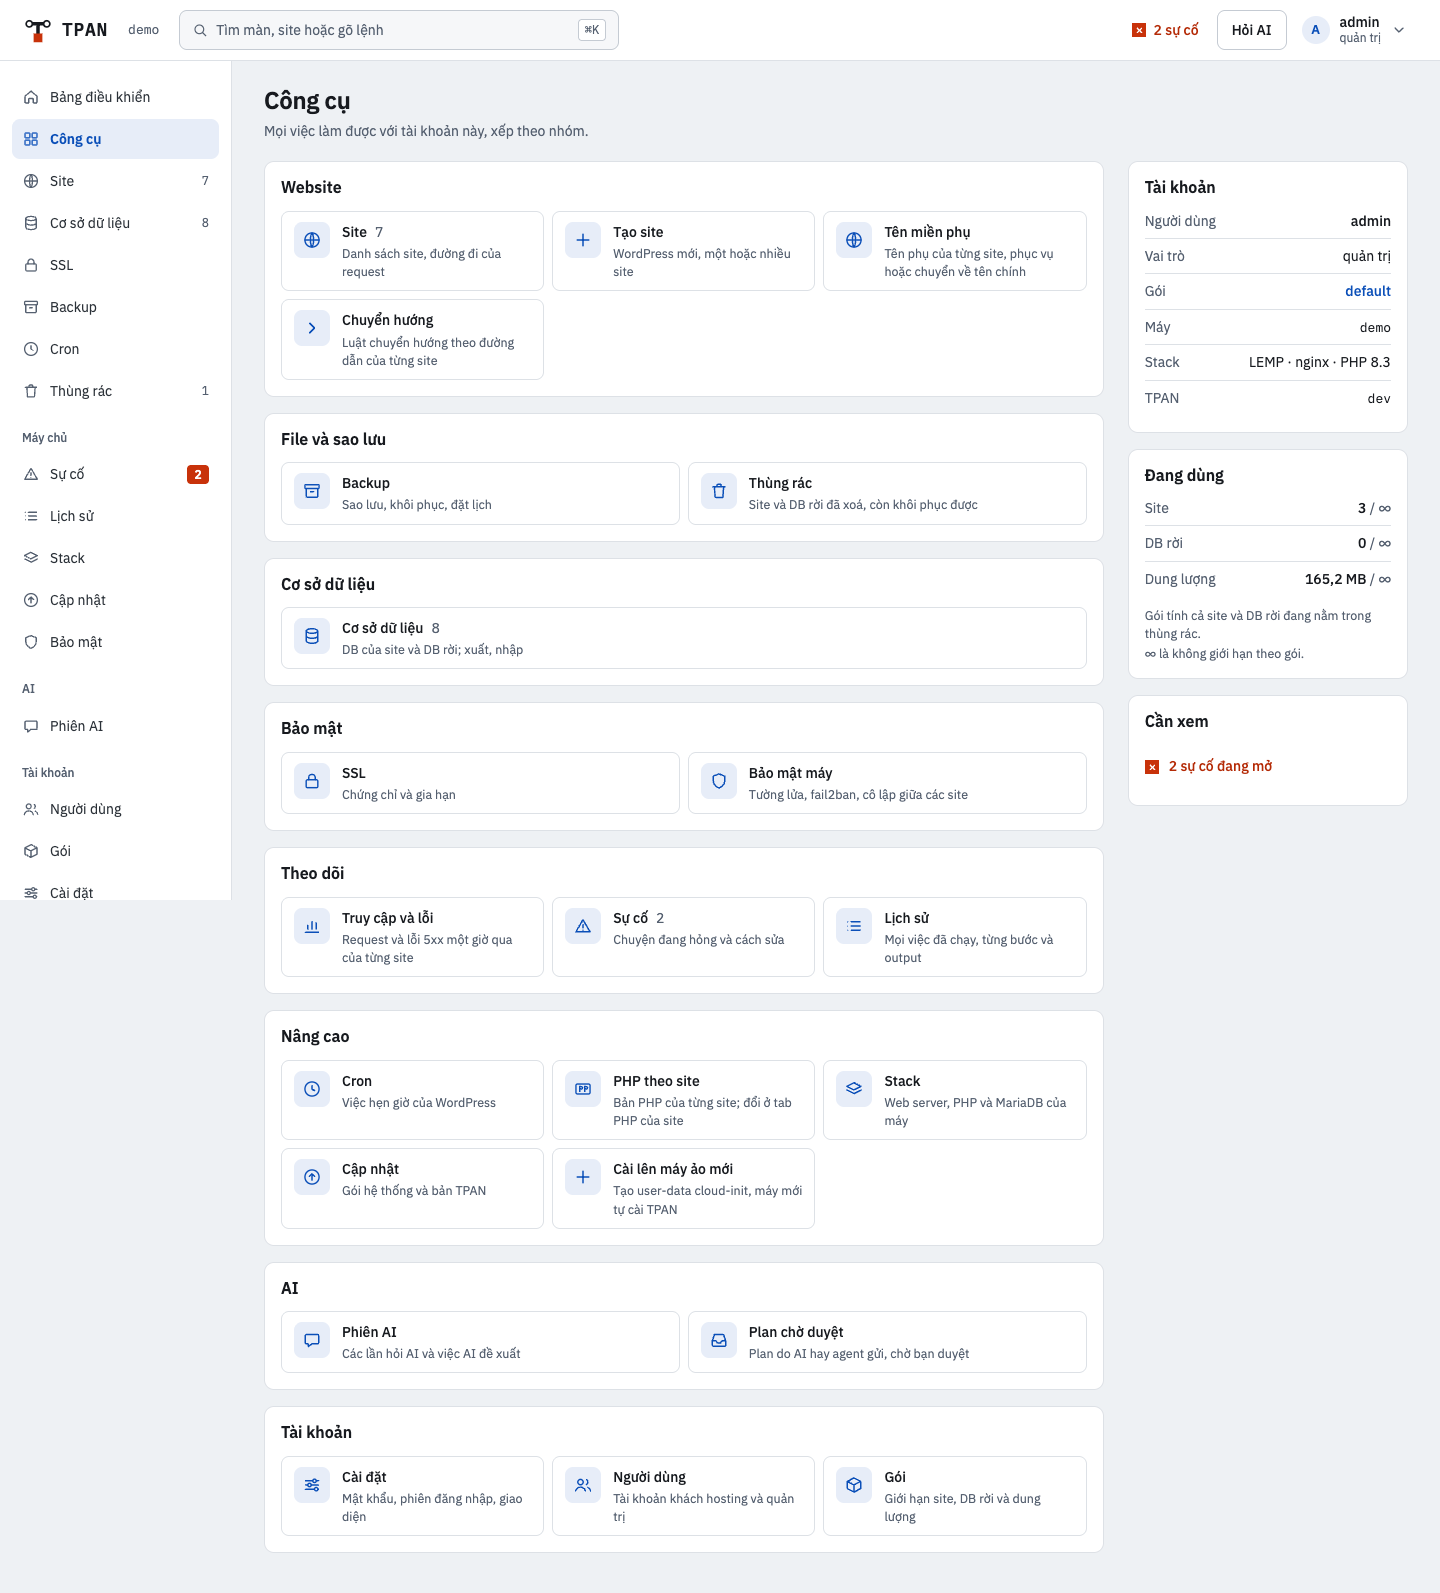 TPAN
demo
Tìm màn, site hoặc gõ lệnh
⌘K
2 sự cố
Hỏi AI
A
admin
quản trị
Bảng điều khiển
Công cụ
Site 7
Cơ sở dữ liệu 8
SSL
Backup
Cron
Thùng rác 1
Máy chủ
Sự cố 2
Lịch sử
Stack
Cập nhật
Bảo mật
AI
Phiên AI
Tài khoản
Người dùng
Gói
Cài đặt
Công cụ
Mọi việc làm được với tài khoản này, xếp theo nhóm.
Website
Site 7
Danh sách site, đường đi của
request
Tạo site
WordPress mới, một hoặc nhiều
site
Tên miền phụ
Tên phụ của từng site, phục vụ
hoặc chuyển về tên chính
Chuyển hướng
Luật chuyển hướng theo đường
dẫn của từng site
File và sao lưu
Backup
Sao lưu, khôi phục, đặt lịch
Thùng rác
Site và DB rời đã xoá, còn khôi phục được
Cơ sở dữ liệu
Cơ sở dữ liệu 8
DB của site và DB rời; xuất, nhập
Bảo mật
SSL
Chứng chỉ và gia hạn
Bảo mật máy
Tường lửa, fail2ban, cô lập giữa các site
Theo dõi
Truy cập và lỗi
Request và lỗi 5xx một giờ qua
của từng site
Sự cố 2
Chuyện đang hỏng và cách sửa
Lịch sử
Mọi việc đã chạy, từng bước và
output
Nâng cao
Cron
Việc hẹn giờ của WordPress
PHP theo site
Bản PHP của từng site; đổi ở tab
PHP của site
Stack
Web server, PHP và MariaDB của
máy
Cập nhật
Gói hệ thống và bản TPAN
Cài lên máy ảo mới
Tạo user-data cloud-init, máy mới
tự cài TPAN
AI
Phiên AI
Các lần hỏi AI và việc AI đề xuất
Plan chờ duyệt
Plan do AI hay agent gửi, chờ bạn duyệt
Tài khoản
Cài đặt
Mật khẩu, phiên đăng nhập, giao
diện
Người dùng
Tài khoản khách hosting và quản
trị
Gói
Giới hạn site, DB rời và dung
lượng
Tài khoản
Người dùng admin
Vai trò quản trị
Gói default
Máy demo
Stack LEMP · nginx · PHP 8.3
TPAN dev
Đang dùng
Site 3 / ∞
DB rời 0 / ∞
Dung lượng 165,2 MB / ∞
Gói tính cả site và DB rời đang nằm trong
thùng rác.
∞ là không giới hạn theo gói.
Cần xem
2 sự cố đang mở